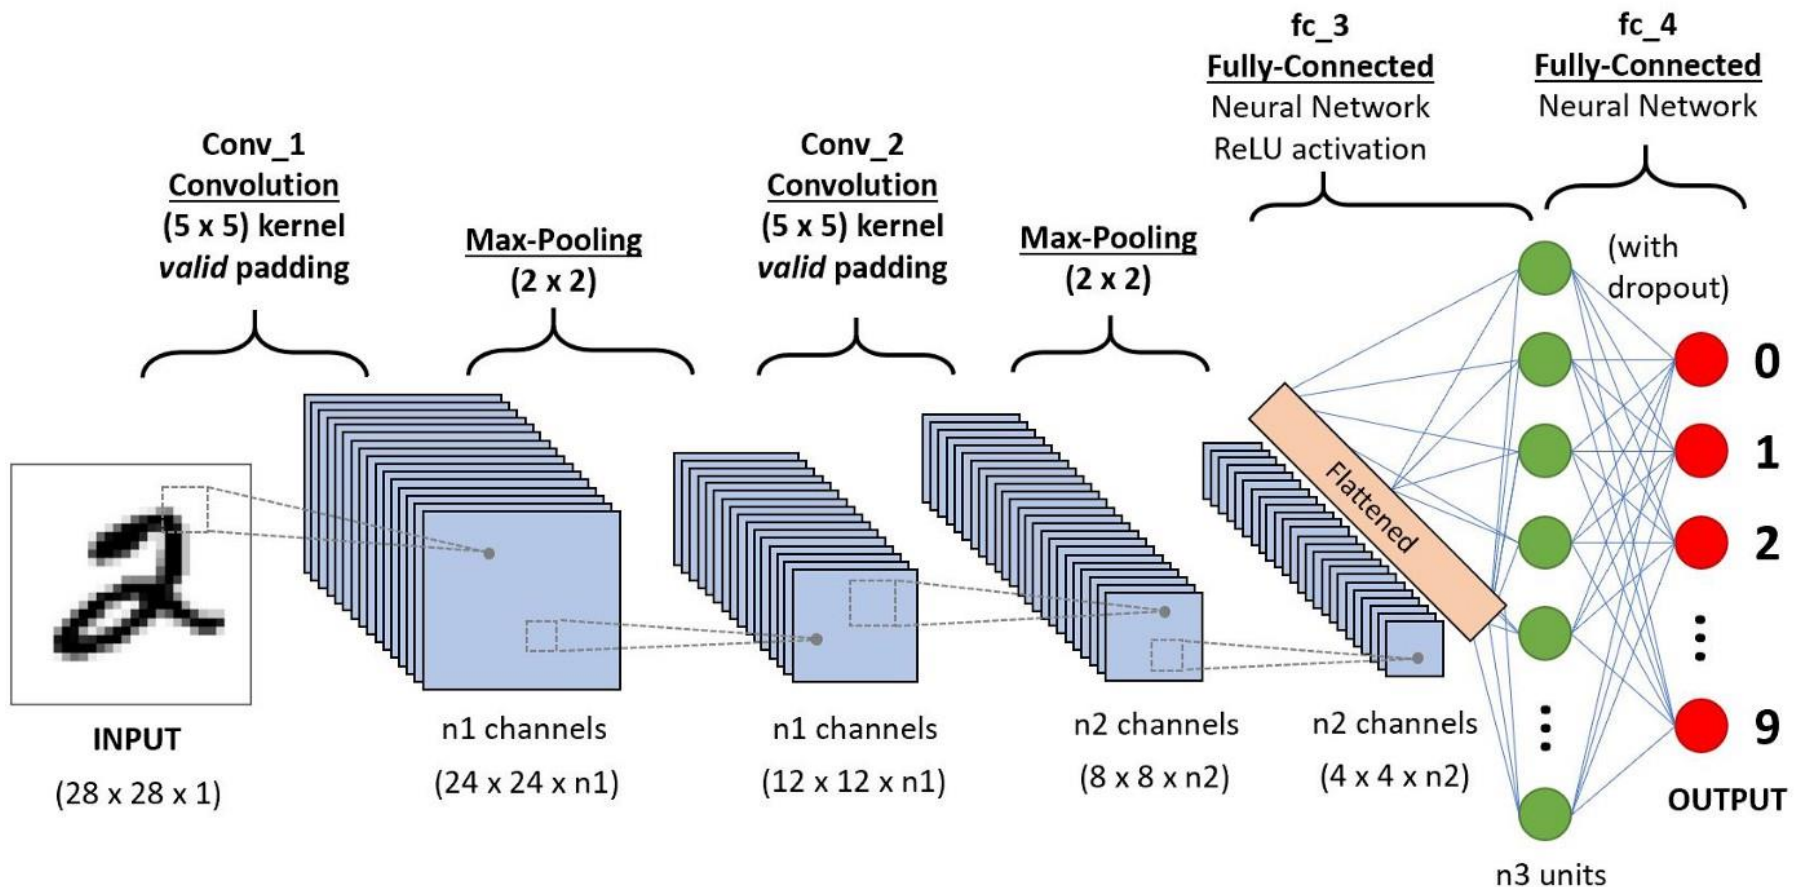 Conv_1
Convolution
(5 x 5) kernel
valid padding
Max-Pooling
(2 x 2)
Conv_2
Convolution
(5 x 5) kernel
valid padding
Max-Pooling
(2 x 2)
fc_3
Fully-Connected
Neural Network
ReLU activation
fc_4
Fully-Connected
Neural Network
(with
dropout)
Flattened
0
1
2
9
OUTPUT
2
INPUT
(28 x 28 x 1)
n1 channels
(24 x 24 x n1)
n1 channels
(12 x 12 x n1)
n2 channels
(8 x 8 x n2)
n2 channels
(4 x 4 x n2)
n3 units